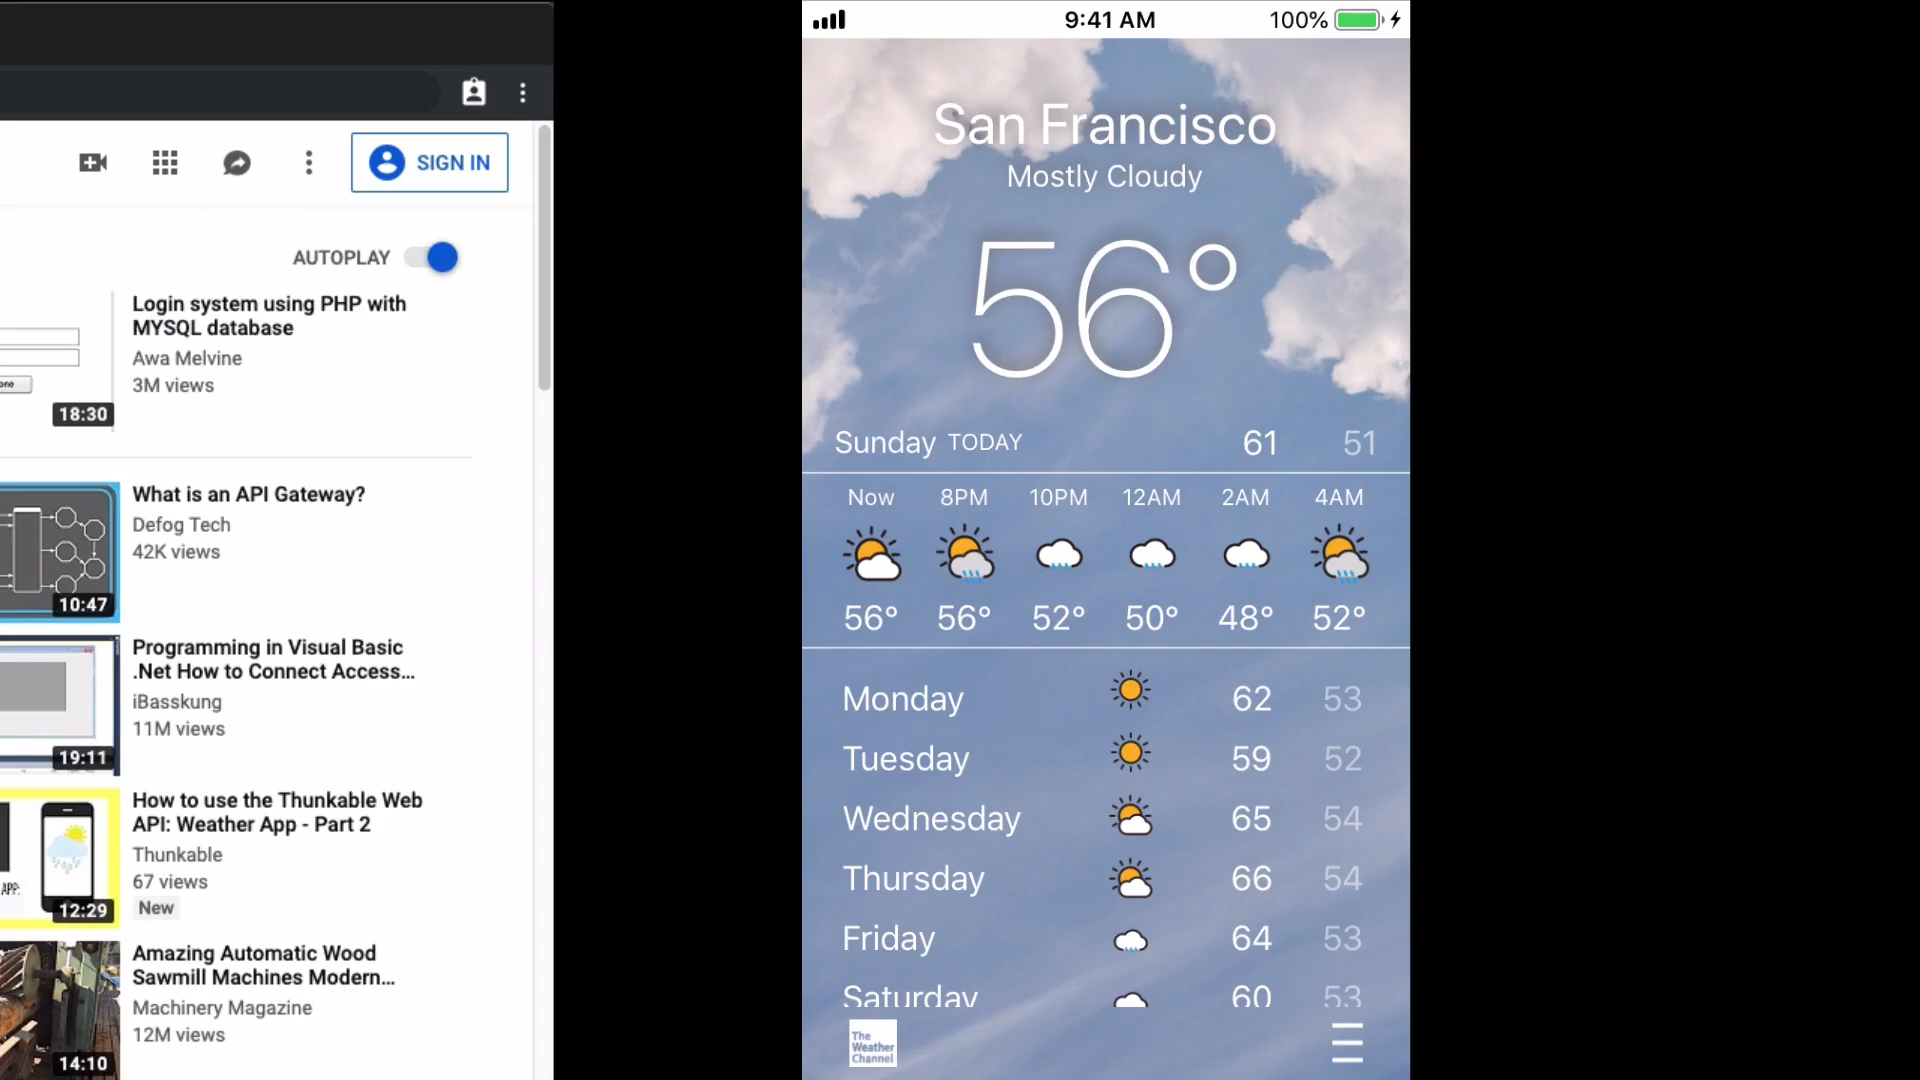 SIGN IN
AUTOPLAY
one
18:30
Login system using PHP with
MYSQL database
Awa Melvine
3M views
10:47
What is an API Gateway?
Defog Tech
42K views
19:11
Programming in Visual Basic
.Net How to Connect Access...
iBasskung
11M views
API:
12:29
How to use the Thunkable Web
API: Weather App - Part 2
Thunkable
67 views
New
14:10
Amazing Automatic Wood
Sawmill Machines Modern...
Machinery Magazine
12M views
9:41 AM 100%
San Francisco
Mostly Cloudy
56°
Sunday TODAY 61 51
Now 8PM 10PM 12AM 2AM 4AM
56° 56° 52° 50° 48° 52°
Monday 62 53
Tuesday 59 52
Wednesday 65 54
Thursday 66 54
Friday 64 53
Saturday 60 53
The
Weather
Channel